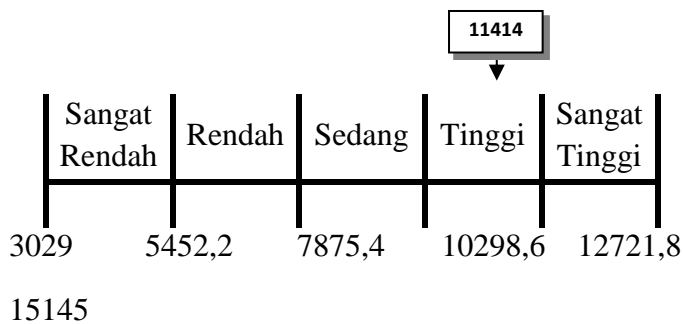 11414
Sangat
Rendah
Rendah
Sedang
Tinggi
Sangat
Tinggi
3029 5452,2 7875,4 10298,6 12721,8
15145